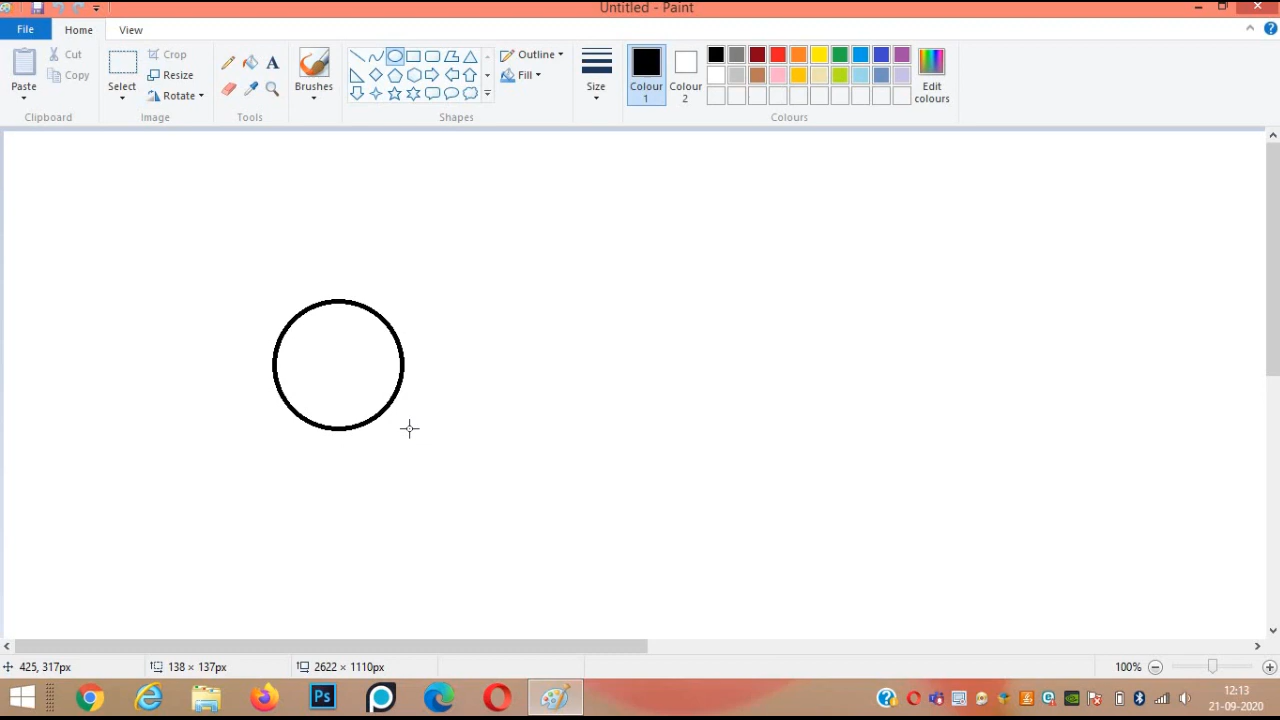 Untitled - Paint
File
Home
View
Paste
Cut
Copy
Clipboard
Select
Crop
Resize
Rotate
Image
A
Tools
Brushes
Outline
Fill
Shapes
Size
Colour
1
Colour
2
Edit
colours
Colours
425, 317px
138 × 137px
2622 × 1110px
100%
Ps
12:13
21-09-2020